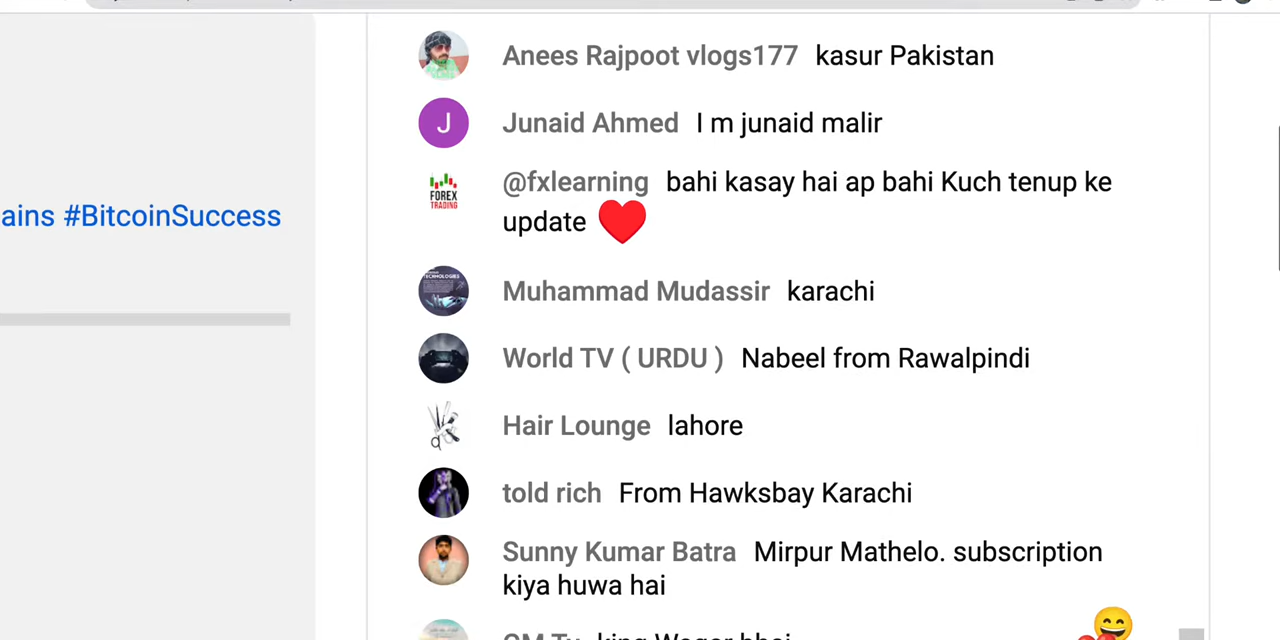 Anees Rajpoot vlogs177 kasur Pakistan
J Junaid Ahmed I m junaid malir
@fxlearning bahi kasay hai ap bahi Kuch tenup ke
FOREX
TRADING
update
ains #BitcoinSuccess
Muhammad Mudassir karachi
World TV ( URDU ) Nabeel from Rawalpindi
Hair Lounge lahore
told rich From Hawksbay Karachi
Sunny Kumar Batra Mirpur Mathelo. subscription
kiya huwa hai